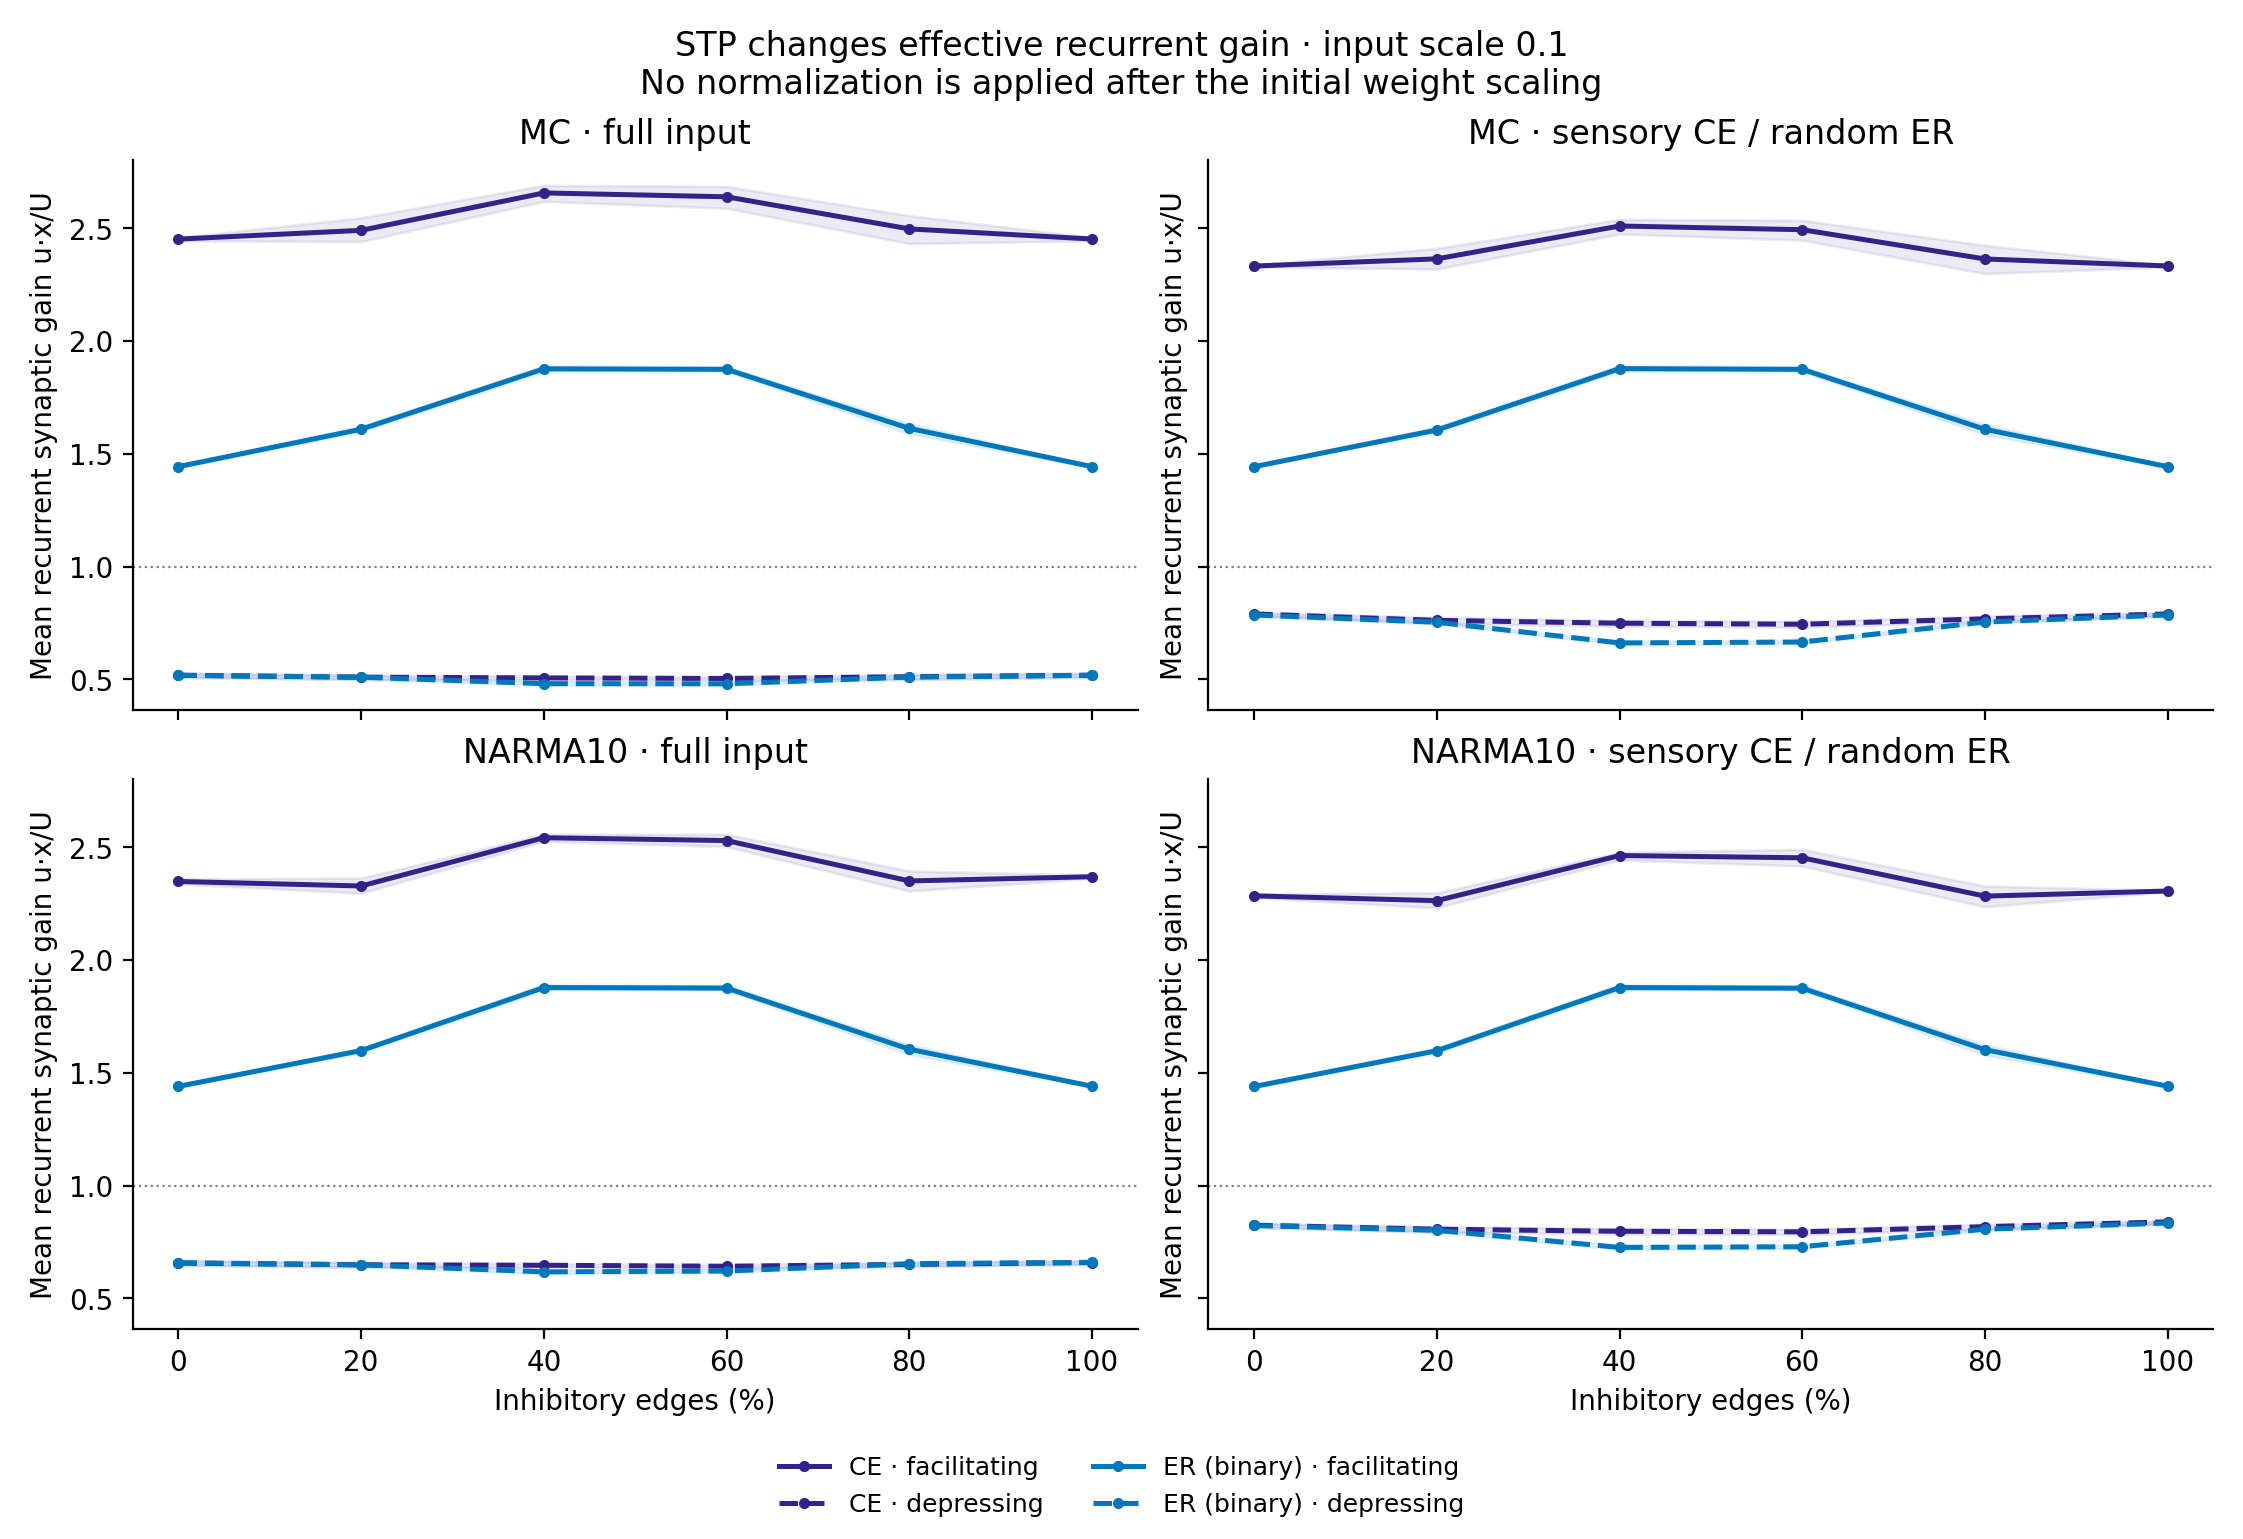 STP changes effective recurrent gain · input scale 0.1
No normalization is applied after the initial weight scaling
MC · full input
Mean recurrent synaptic gain u·x/U
2.5
2.0
1.5
1.0
0.5
MC · sensory CE / random ER
Mean recurrent synaptic gain u·x/U
NARMA10 · full input
Mean recurrent synaptic gain u·x/U
2.5
2.0
1.5
1.0
0.5
0 20 40 60 80 100
Inhibitory edges (%)
NARMA10 · sensory CE / random ER
Mean recurrent synaptic gain u·x/U
0 20 40 60 80 100
Inhibitory edges (%)
CE · facilitating
CE · depressing
ER (binary) · facilitating
ER (binary) · depressing